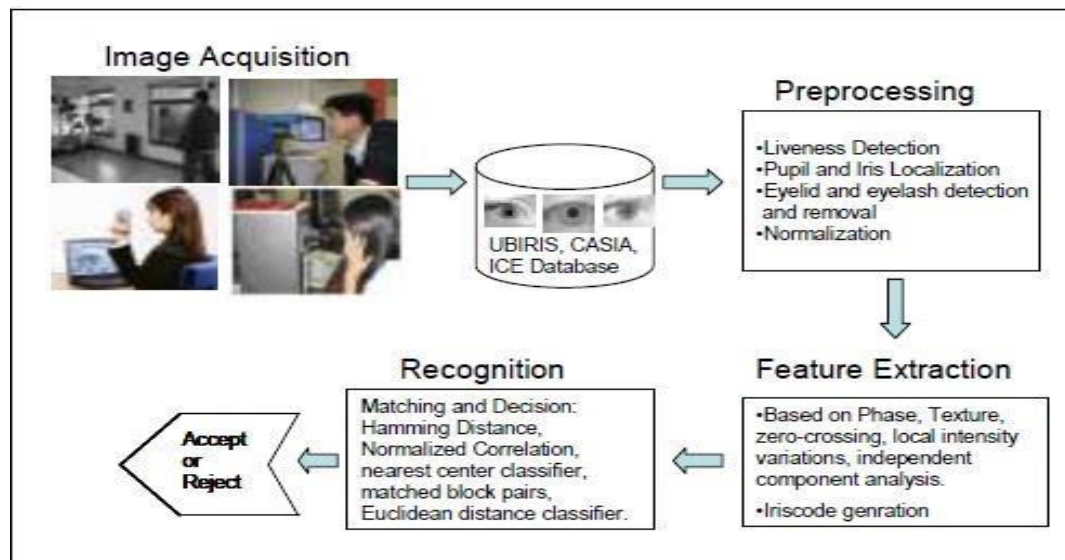 Image Acquisition
UBIRIS, CASIA,
ICE Database
Preprocessing
•Liveness Detection
•Pupil and Iris Localization
•Eyelid and eyelash detection
and removal
•Normalization
Feature Extraction
•Based on Phase, Texture,
zero-crossing, local intensity
variations, independent
component analysis.
•Iriscode genration
Recognition
Matching and Decision:
Hamming Distance,
Normalized Correlation,
nearest center classifier,
matched block pairs,
Euclidean distance classifier.
Accept
or
Reject